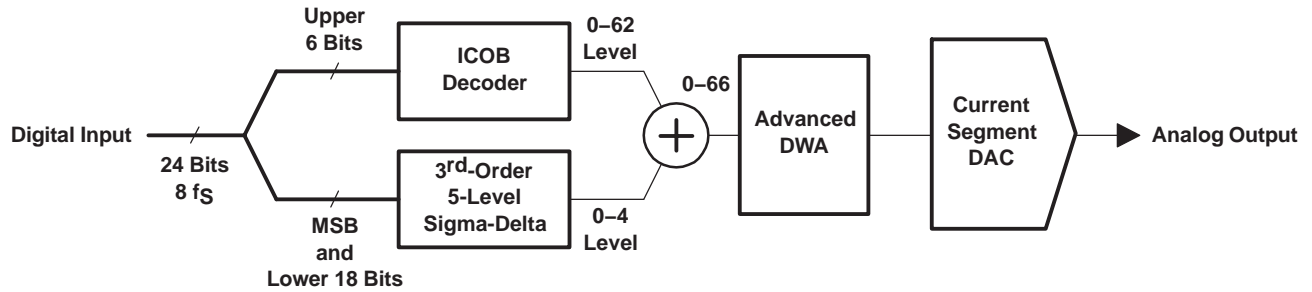 Digital Input
24 Bits
8 fS
Upper
6 Bits
ICOB
Decoder
0–62
Level
MSB
and
Lower 18 Bits
3rd-Order
5-Level
Sigma-Delta
0–4
Level
+
0–66
Advanced
DWA
Current
Segment
DAC
Analog Output